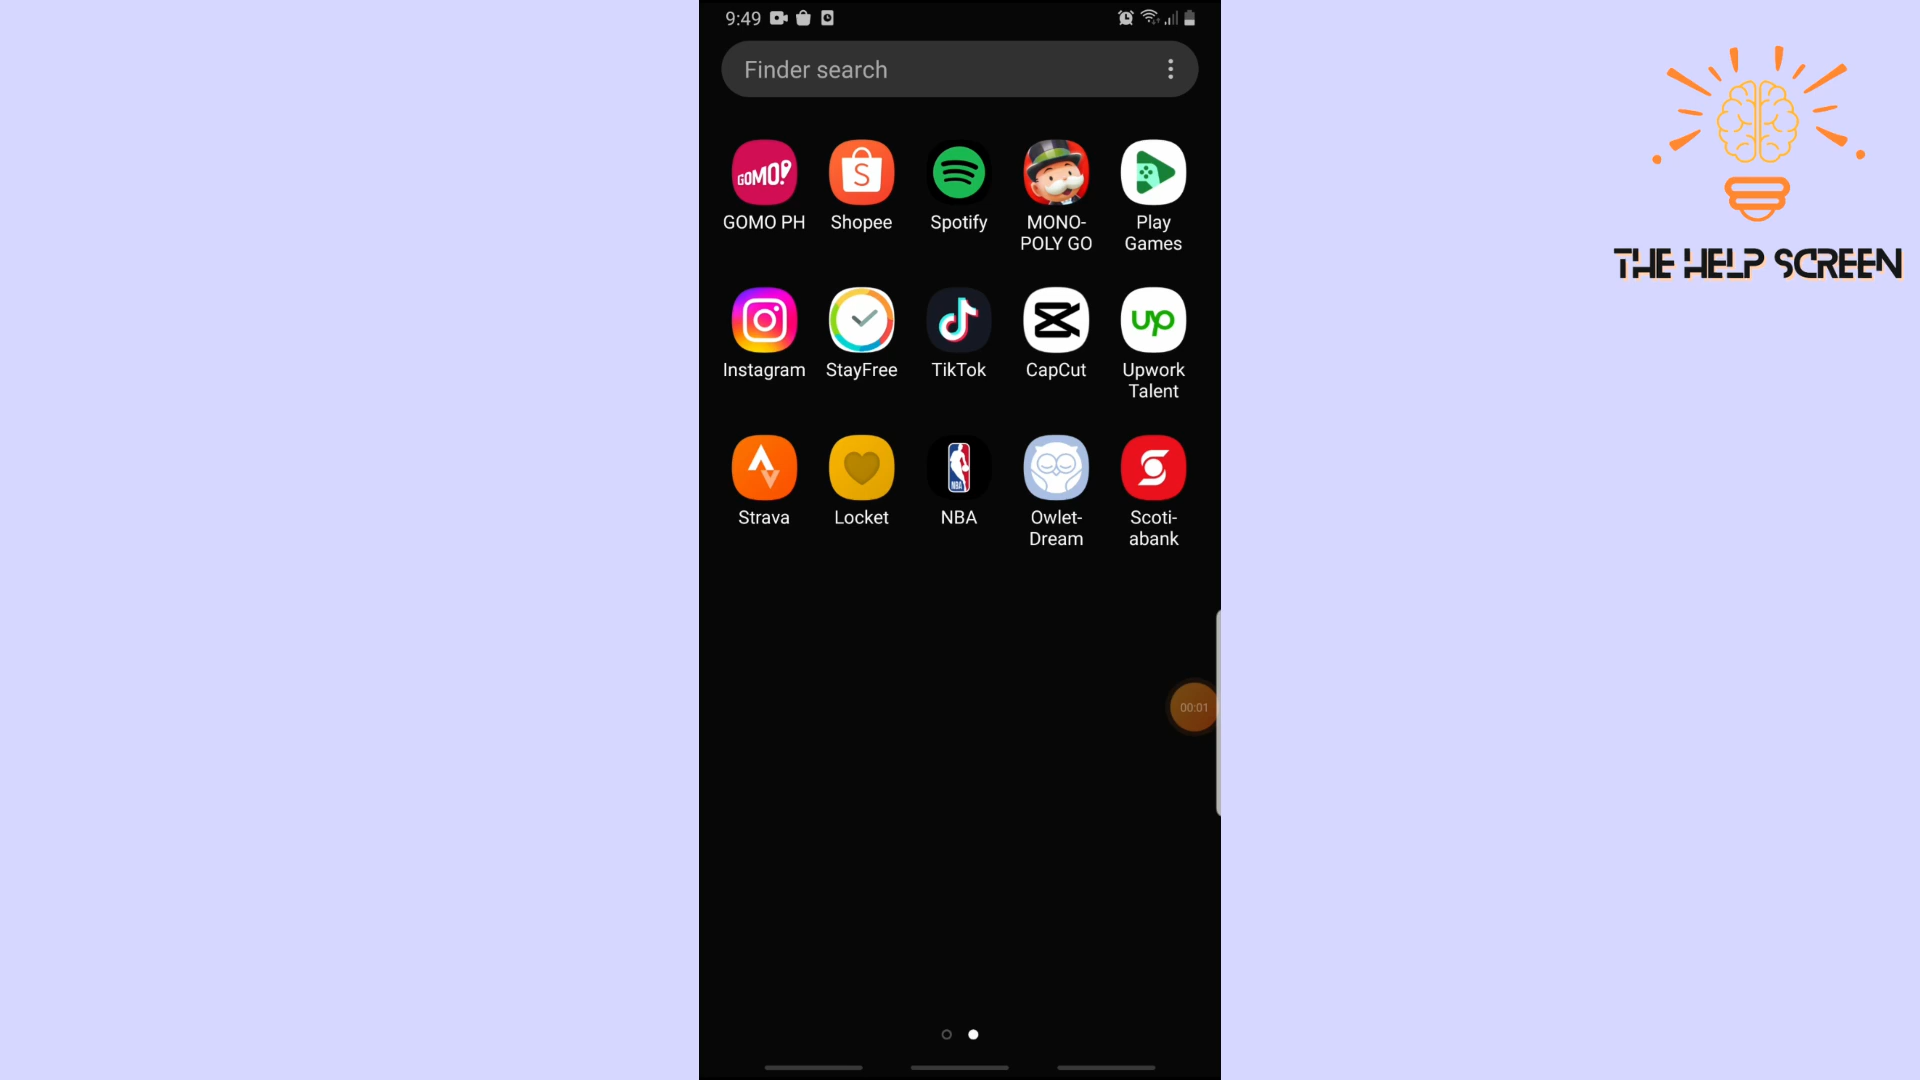 9:49
Finder search
GOMO!
GOMO PH
Shopee
Spotify
MONO-
POLY GO
Play
Games
Instagram
StayFree
TikTok
CapCut
up
Upwork
Talent
Strava
Locket
NBA
NBA
Owlet-
Dream
Scoti-
abank
00:01
THE HELP SCREEN